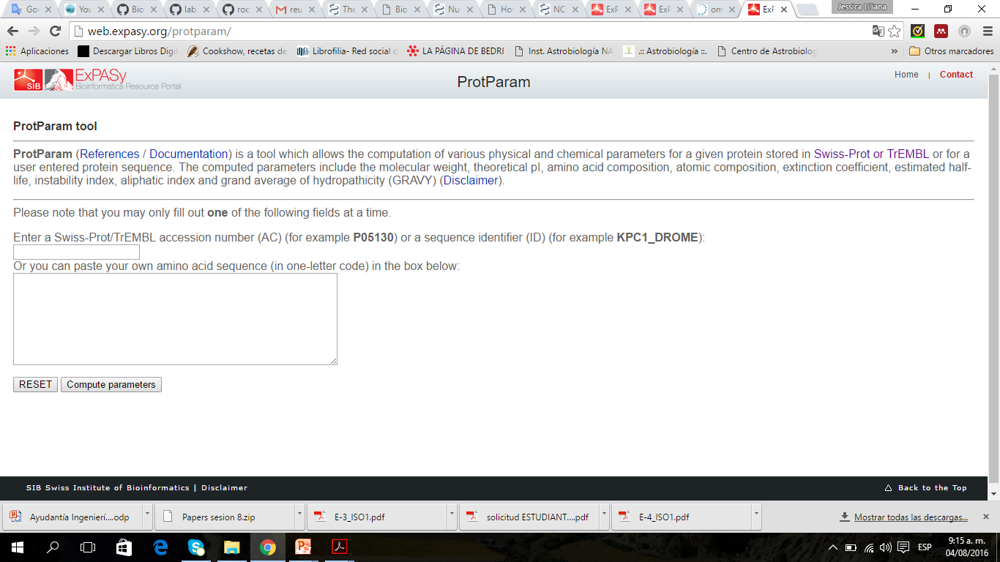 Goo You Bio lab roc reu The Bio Nu Ho NC ExP ExP om ExP Jessica Liliana
web.expasy.org/protparam/
Aplicaciones Descargar Libros Digit Cookshow, recetas de Librofilia- Red social d LA PÁGINA DE BEDRI Inst. Astrobiología NA .:: Astrobiología ::. Centro de Astrobiolog » Otros marcadores
SIB ExPASy
Bioinformatics Resource Portal
ProtParam
Home | Contact
ProtParam tool
ProtParam (References / Documentation) is a tool which allows the computation of various physical and chemical parameters for a given protein stored in Swiss-Prot or TrEMBL or for a
user entered protein sequence. The computed parameters include the molecular weight, theoretical pI, amino acid composition, atomic composition, extinction coefficient, estimated half-
life, instability index, aliphatic index and grand average of hydropathicity (GRAVY) (Disclaimer).
Please note that you may only fill out one of the following fields at a time.
Enter a Swiss-Prot/TrEMBL accession number (AC) (for example P05130) or a sequence identifier (ID) (for example KPC1_DROME):
Or you can paste your own amino acid sequence (in one-letter code) in the box below:
RESET Compute parameters
SIB Swiss Institute of Bioinformatics | Disclaimer Back to the Top
Ayudantía Ingenierí....odp Papers sesion 8.zip E-3_ISO1.pdf solicitud ESTUDIANT....pdf E-4_ISO1.pdf Mostrar todas las descargas...
ESP 9:15 a. m.
04/08/2016